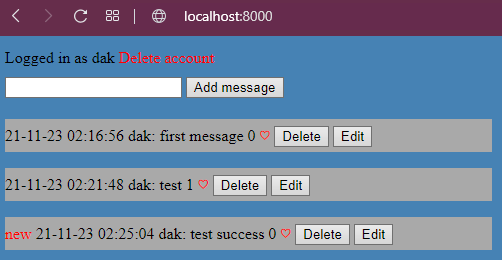 localhost:8000
Logged in as dak Delete account
Add message
21-11-23 02:16:56 dak: first message 0 ♡ Delete Edit
21-11-23 02:21:48 dak: test 1 ♡ Delete Edit
new 21-11-23 02:25:04 dak: test success 0 ♡ Delete Edit